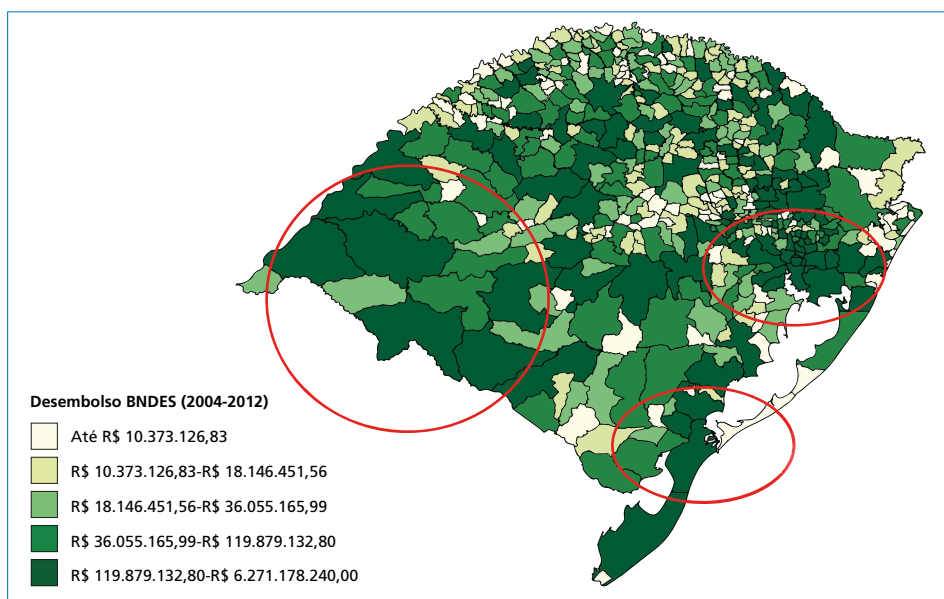 Desembolso BNDES (2004-2012)
Até R$ 10.373.126,83
R$ 10.373.126,83-R$ 18.146.451,56
R$ 18.146.451,56-R$ 36.055.165,99
R$ 36.055.165,99-R$ 119.879.132,80
R$ 119.879.132,80-R$ 6.271.178.240,00